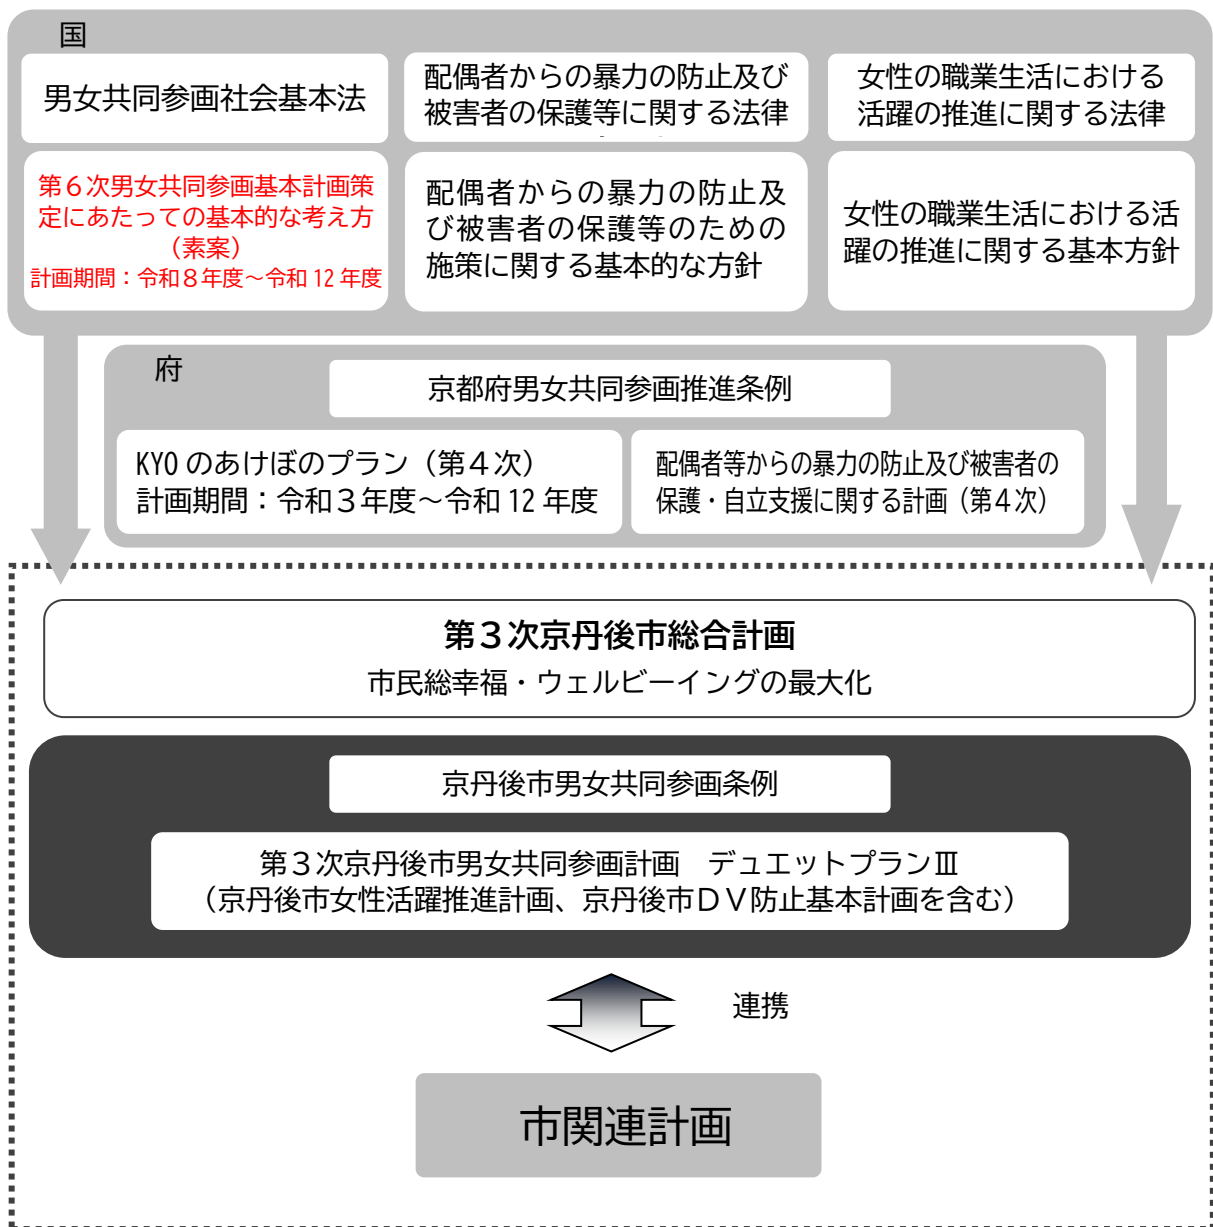 国
男女共同参画社会基本法
配偶者からの暴力の防止及び
被害者の保護等に関する法律
女性の職業生活における
活躍の推進に関する法律
第６次男女共同参画基本計画策
定にあたっての基本的な考え方
（素案）
計画期間：令和８年度～令和 12 年度
配偶者からの暴力の防止及
び被害者の保護等のための
施策に関する基本的な方針
女性の職業生活における活
躍の推進に関する基本方針
府
京都府男女共同参画推進条例
KYO のあけぼのプラン（第４次）
計画期間：令和３年度～令和 12 年度
配偶者等からの暴力の防止及び被害者の
保護・自立支援に関する計画（第４次）
第３次京丹後市総合計画
市民総幸福・ウェルビーイングの最大化
京丹後市男女共同参画条例
第３次京丹後市男女共同参画計画　デュエットプランⅢ
（京丹後市女性活躍推進計画、京丹後市ＤＶ防止基本計画を含む）
連携
市関連計画